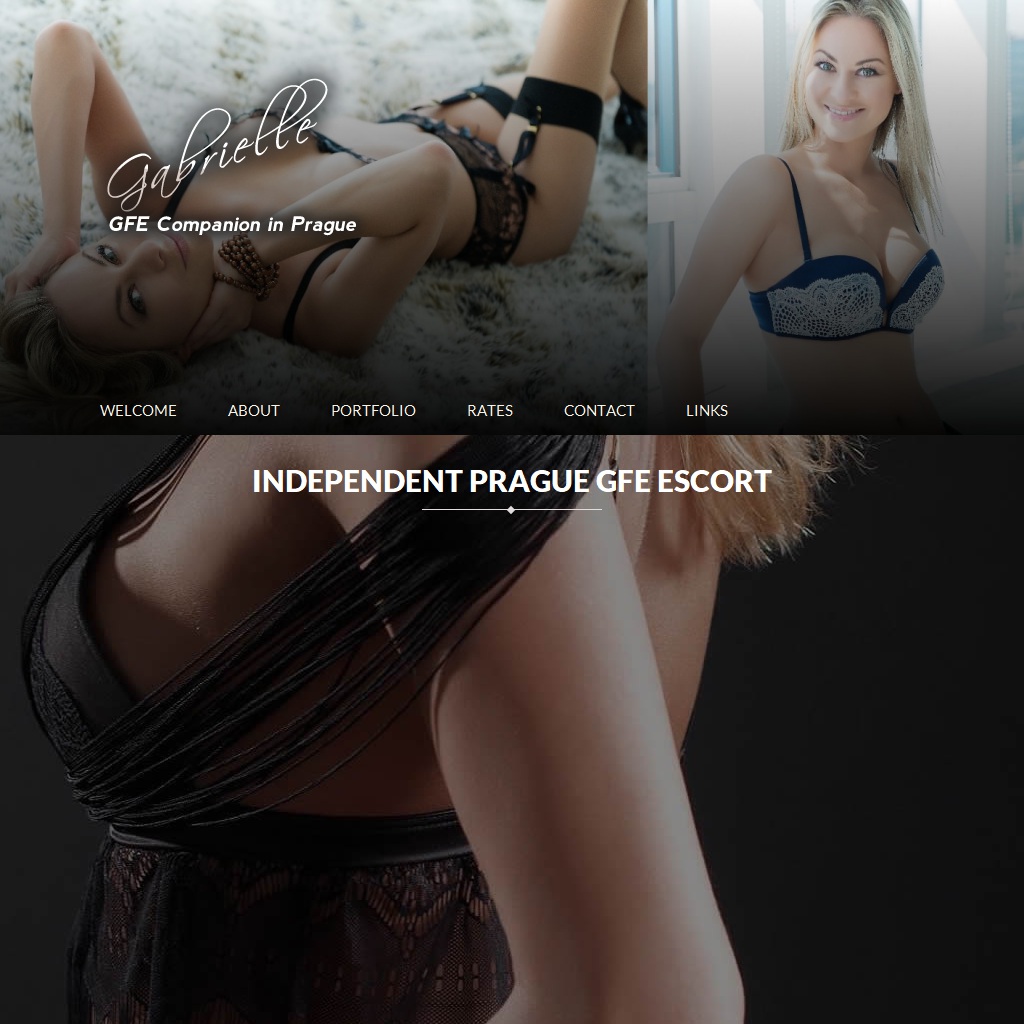 Gabrielle
GFE Companion in Prague
WELCOME ABOUT PORTFOLIO RATES CONTACT LINKS
INDEPENDENT PRAGUE GFE ESCORT